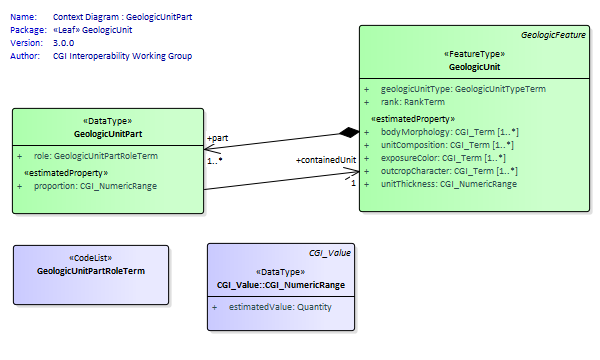 Name: Context Diagram : GeologicUnitPart
Package: «Leaf» GeologicUnit
Version: 3.0.0
Author: CGI Interoperability Working Group
GeologicFeature
«FeatureType»
GeologicUnit
+ geologicUnitType: GeologicUnitTypeTerm
+ rank: RankTerm
«estimatedProperty»
+ bodyMorphology: CGI_Term [1..*]
+ unitComposition: CGI_Term [1..*]
+ exposureColor: CGI_Term [1..*]
+ outcropCharacter: CGI_Term [1..*]
+ unitThickness: CGI_NumericRange
«DataType»
GeologicUnitPart
+ role: GeologicUnitPartRoleTerm
«estimatedProperty»
+ proportion: CGI_NumericRange
+part
1..*
+containedUnit
1
«CodeList»
GeologicUnitPartRoleTerm
CGI_Value
«DataType»
CGI_Value::CGI_NumericRange
+ estimatedValue: Quantity